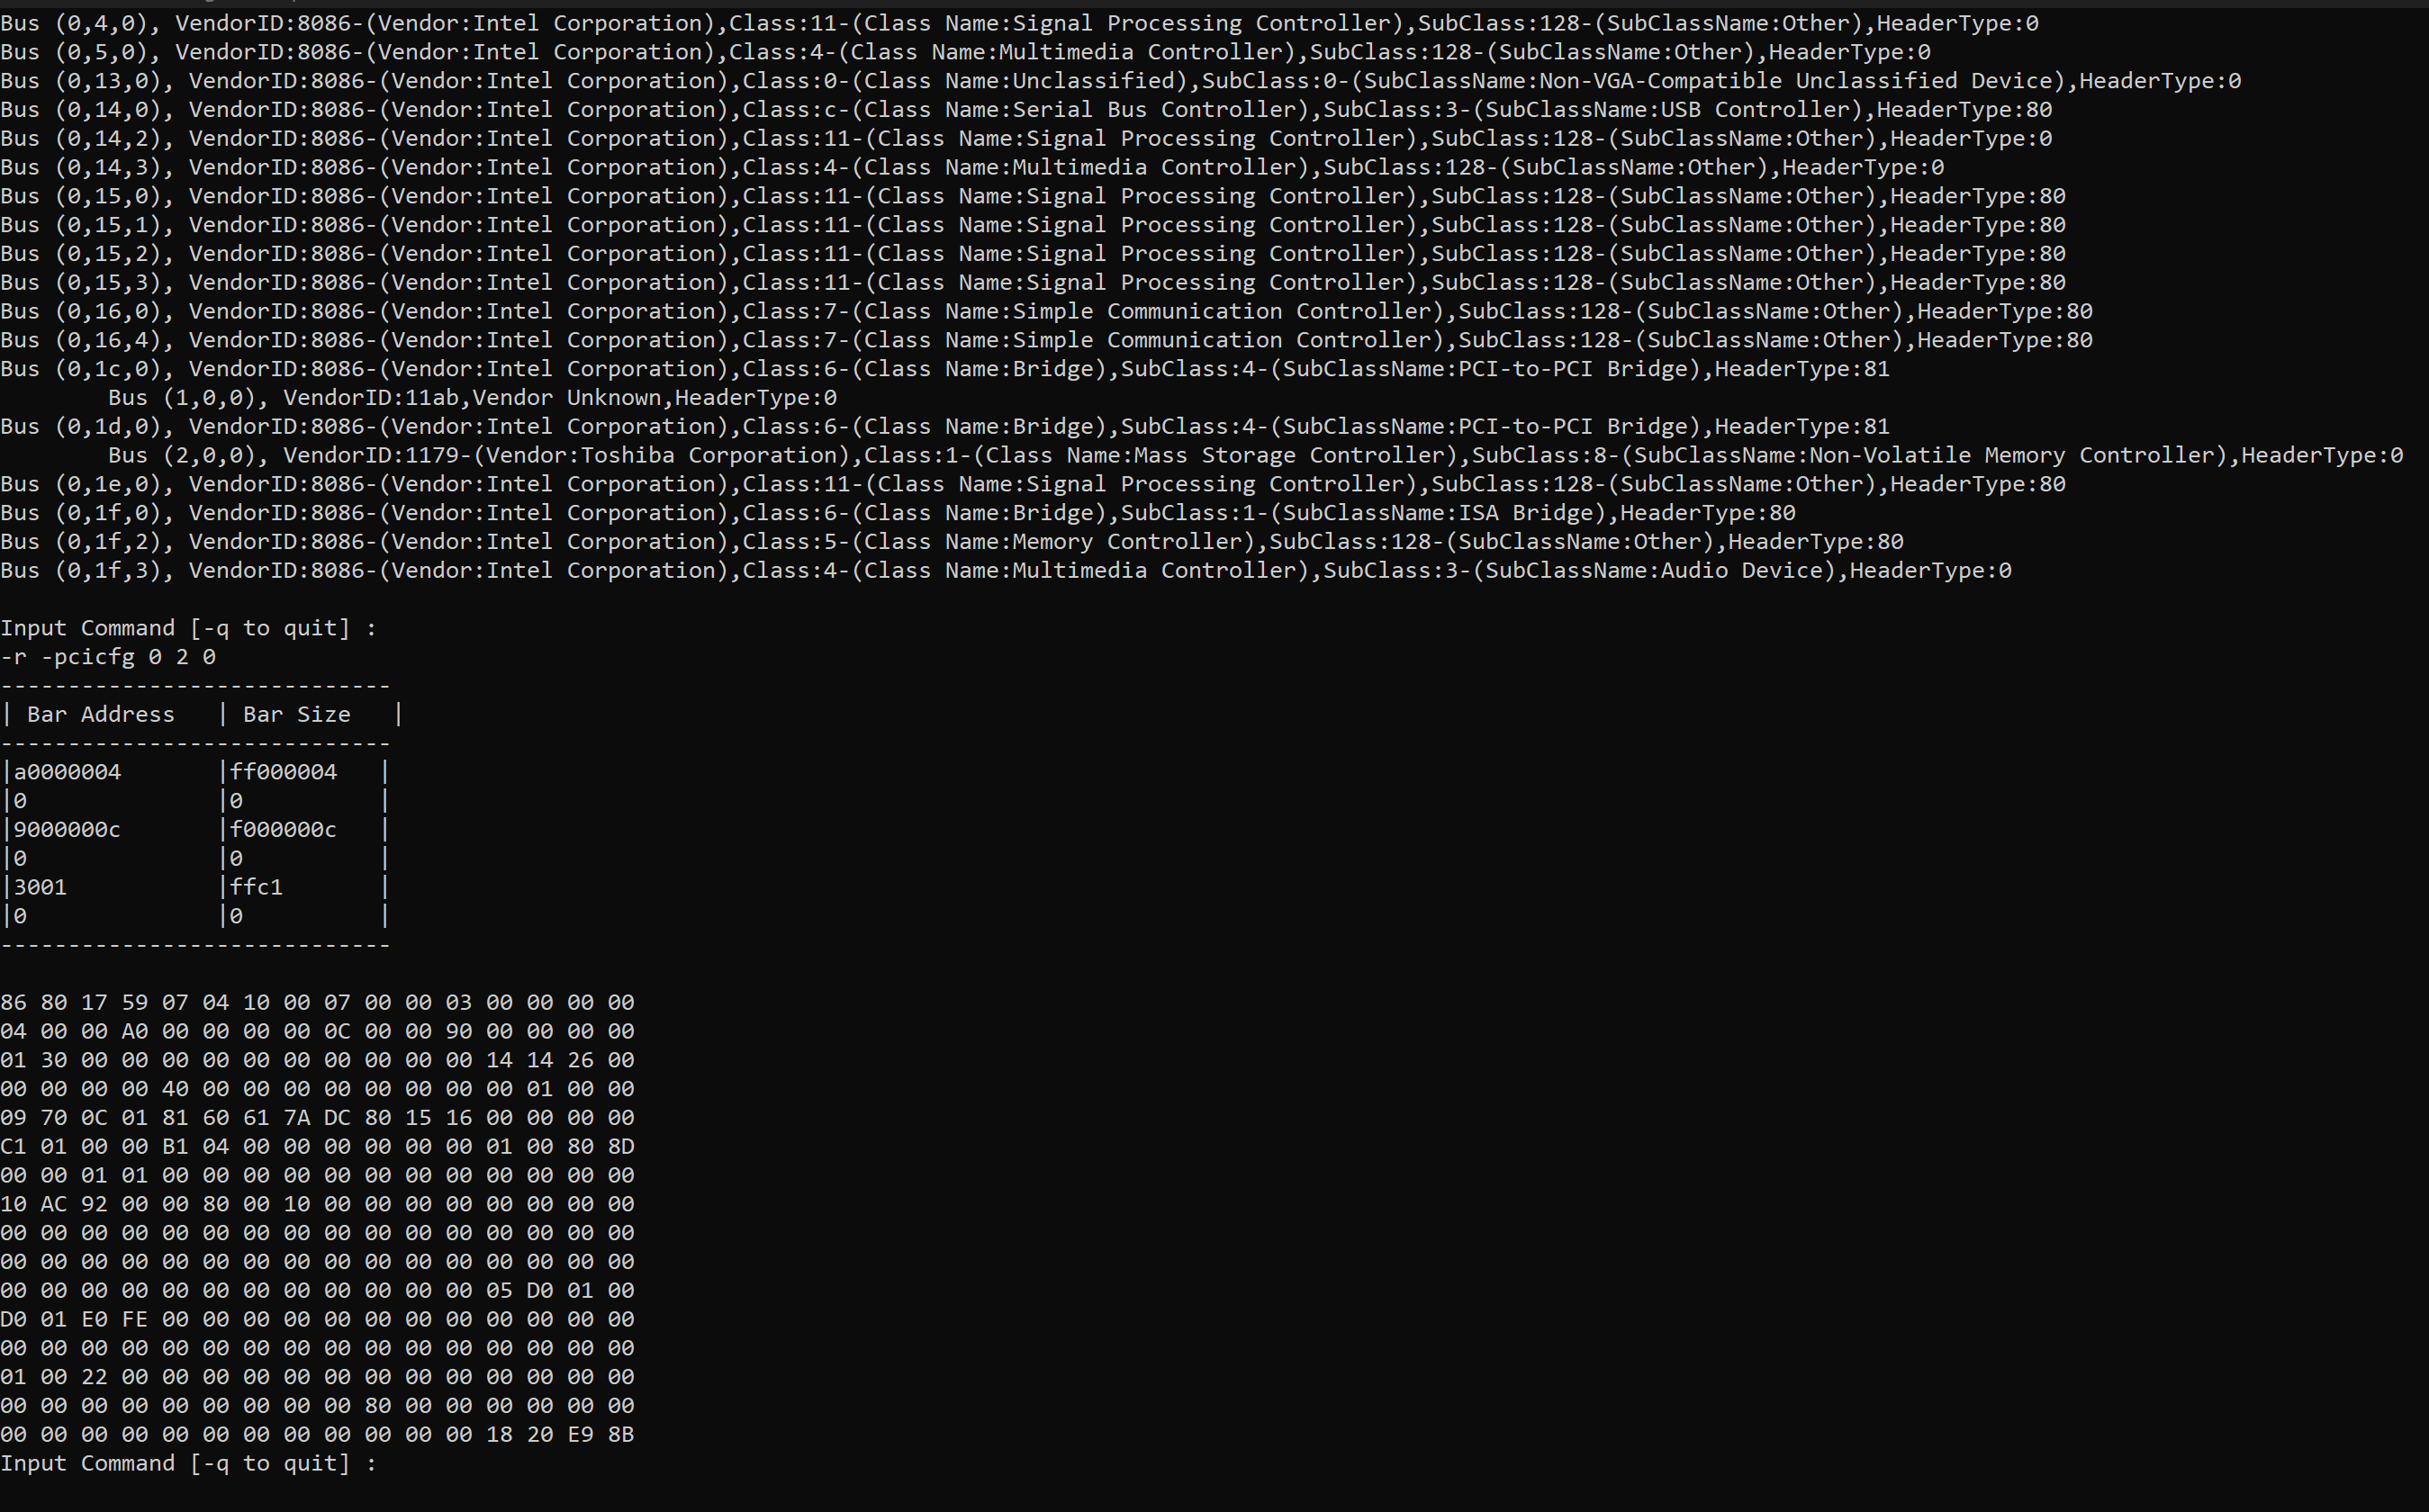 Bus (0,4,0), VendorID:8086-(Vendor:Intel Corporation),Class:11-(Class Name:Signal Processing Controller),SubClass:128-(SubClassName:Other),HeaderType:0
Bus (0,5,0), VendorID:8086-(Vendor:Intel Corporation),Class:4-(Class Name:Multimedia Controller),SubClass:128-(SubClassName:Other),HeaderType:0
Bus (0,13,0), VendorID:8086-(Vendor:Intel Corporation),Class:0-(Class Name:Unclassified),SubClass:0-(SubClassName:Non-VGA-Compatible Unclassified Device),HeaderType:0
Bus (0,14,0), VendorID:8086-(Vendor:Intel Corporation),Class:c-(Class Name:Serial Bus Controller),SubClass:3-(SubClassName:USB Controller),HeaderType:80
Bus (0,14,2), VendorID:8086-(Vendor:Intel Corporation),Class:11-(Class Name:Signal Processing Controller),SubClass:128-(SubClassName:Other),HeaderType:0
Bus (0,14,3), VendorID:8086-(Vendor:Intel Corporation),Class:4-(Class Name:Multimedia Controller),SubClass:128-(SubClassName:Other),HeaderType:0
Bus (0,15,0), VendorID:8086-(Vendor:Intel Corporation),Class:11-(Class Name:Signal Processing Controller),SubClass:128-(SubClassName:Other),HeaderType:80
Bus (0,15,1), VendorID:8086-(Vendor:Intel Corporation),Class:11-(Class Name:Signal Processing Controller),SubClass:128-(SubClassName:Other),HeaderType:80
Bus (0,15,2), VendorID:8086-(Vendor:Intel Corporation),Class:11-(Class Name:Signal Processing Controller),SubClass:128-(SubClassName:Other),HeaderType:80
Bus (0,15,3), VendorID:8086-(Vendor:Intel Corporation),Class:11-(Class Name:Signal Processing Controller),SubClass:128-(SubClassName:Other),HeaderType:80
Bus (0,16,0), VendorID:8086-(Vendor:Intel Corporation),Class:7-(Class Name:Simple Communication Controller),SubClass:128-(SubClassName:Other),HeaderType:80
Bus (0,16,4), VendorID:8086-(Vendor:Intel Corporation),Class:7-(Class Name:Simple Communication Controller),SubClass:128-(SubClassName:Other),HeaderType:80
Bus (0,1c,0), VendorID:8086-(Vendor:Intel Corporation),Class:6-(Class Name:Bridge),SubClass:4-(SubClassName:PCI-to-PCI Bridge),HeaderType:81
Bus (1,0,0), VendorID:11ab,Vendor Unknown,HeaderType:0
Bus (0,1d,0), VendorID:8086-(Vendor:Intel Corporation),Class:6-(Class Name:Bridge),SubClass:4-(SubClassName:PCI-to-PCI Bridge),HeaderType:81
Bus (2,0,0), VendorID:1179-(Vendor:Toshiba Corporation),Class:1-(Class Name:Mass Storage Controller),SubClass:8-(SubClassName:Non-Volatile Memory Controller),HeaderType:0
Bus (0,1e,0), VendorID:8086-(Vendor:Intel Corporation),Class:11-(Class Name:Signal Processing Controller),SubClass:128-(SubClassName:Other),HeaderType:80
Bus (0,1f,0), VendorID:8086-(Vendor:Intel Corporation),Class:6-(Class Name:Bridge),SubClass:1-(SubClassName:ISA Bridge),HeaderType:80
Bus (0,1f,2), VendorID:8086-(Vendor:Intel Corporation),Class:5-(Class Name:Memory Controller),SubClass:128-(SubClassName:Other),HeaderType:80
Bus (0,1f,3), VendorID:8086-(Vendor:Intel Corporation),Class:4-(Class Name:Multimedia Controller),SubClass:3-(SubClassName:Audio Device),HeaderType:0
Input Command [-q to quit] :
-r -pcicfg 0 2 0
-----------------------------
| Bar Address   | Bar Size   |
-----------------------------
|a0000004       |ff000004   |
|0              |0          |
|9000000c       |f000000c   |
|0              |0          |
|3001           |ffc1       |
|0              |0          |
-----------------------------
86 80 17 59 07 04 10 00 07 00 00 03 00 00 00 00
04 00 00 A0 00 00 00 00 0C 00 00 90 00 00 00 00
01 30 00 00 00 00 00 00 00 00 00 00 14 14 26 00
00 00 00 00 40 00 00 00 00 00 00 00 00 01 00 00
09 70 0C 01 81 60 61 7A DC 80 15 16 00 00 00 00
C1 01 00 00 B1 04 00 00 00 00 00 00 01 00 80 8D
00 00 01 01 00 00 00 00 00 00 00 00 00 00 00 00
10 AC 92 00 00 80 00 10 00 00 00 00 00 00 00 00
00 00 00 00 00 00 00 00 00 00 00 00 00 00 00 00
00 00 00 00 00 00 00 00 00 00 00 00 00 00 00 00
00 00 00 00 00 00 00 00 00 00 00 00 05 D0 01 00
D0 01 E0 FE 00 00 00 00 00 00 00 00 00 00 00 00
00 00 00 00 00 00 00 00 00 00 00 00 00 00 00 00
01 00 22 00 00 00 00 00 00 00 00 00 00 00 00 00
00 00 00 00 00 00 00 00 00 80 00 00 00 00 00 00
00 00 00 00 00 00 00 00 00 00 00 00 18 20 E9 8B
Input Command [-q to quit] :